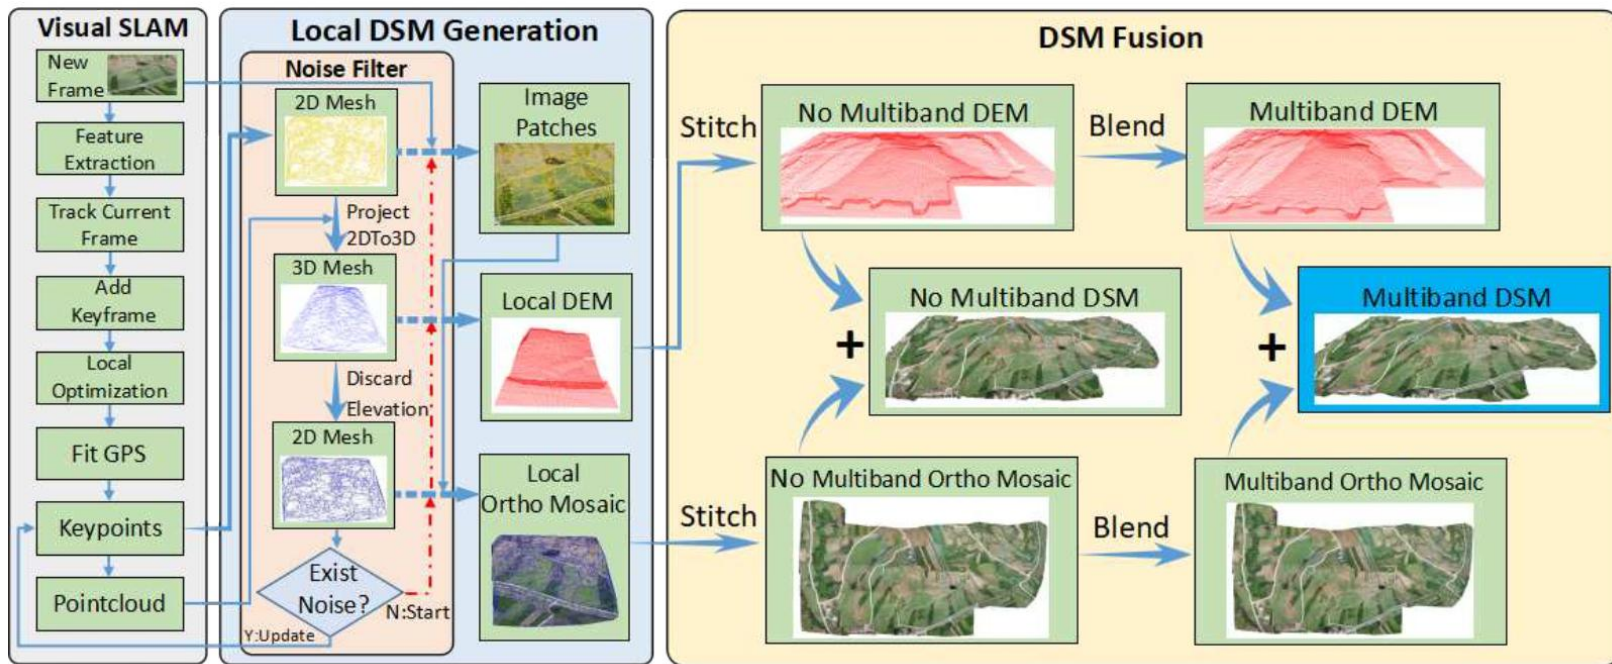 Visual SLAM
New
Frame
Feature
Extraction
Track Current
Frame
Add
Keyframe
Local
Optimization
Fit GPS
Keypoints
Pointcloud
Local DSM Generation
Noise Filter
2D Mesh
Project
2DTo3D
3D Mesh
Discard
Elevation
2D Mesh
Exist
Noise?
N:Start
Y:Update
Image
Patches
Local DEM
Local
Ortho Mosaic
DSM Fusion
Stitch
No Multiband DEM
Blend
Multiband DEM
No Multiband DSM
+
Multiband DSM
+
Stitch
No Multiband Ortho Mosaic
Blend
Multiband Ortho Mosaic